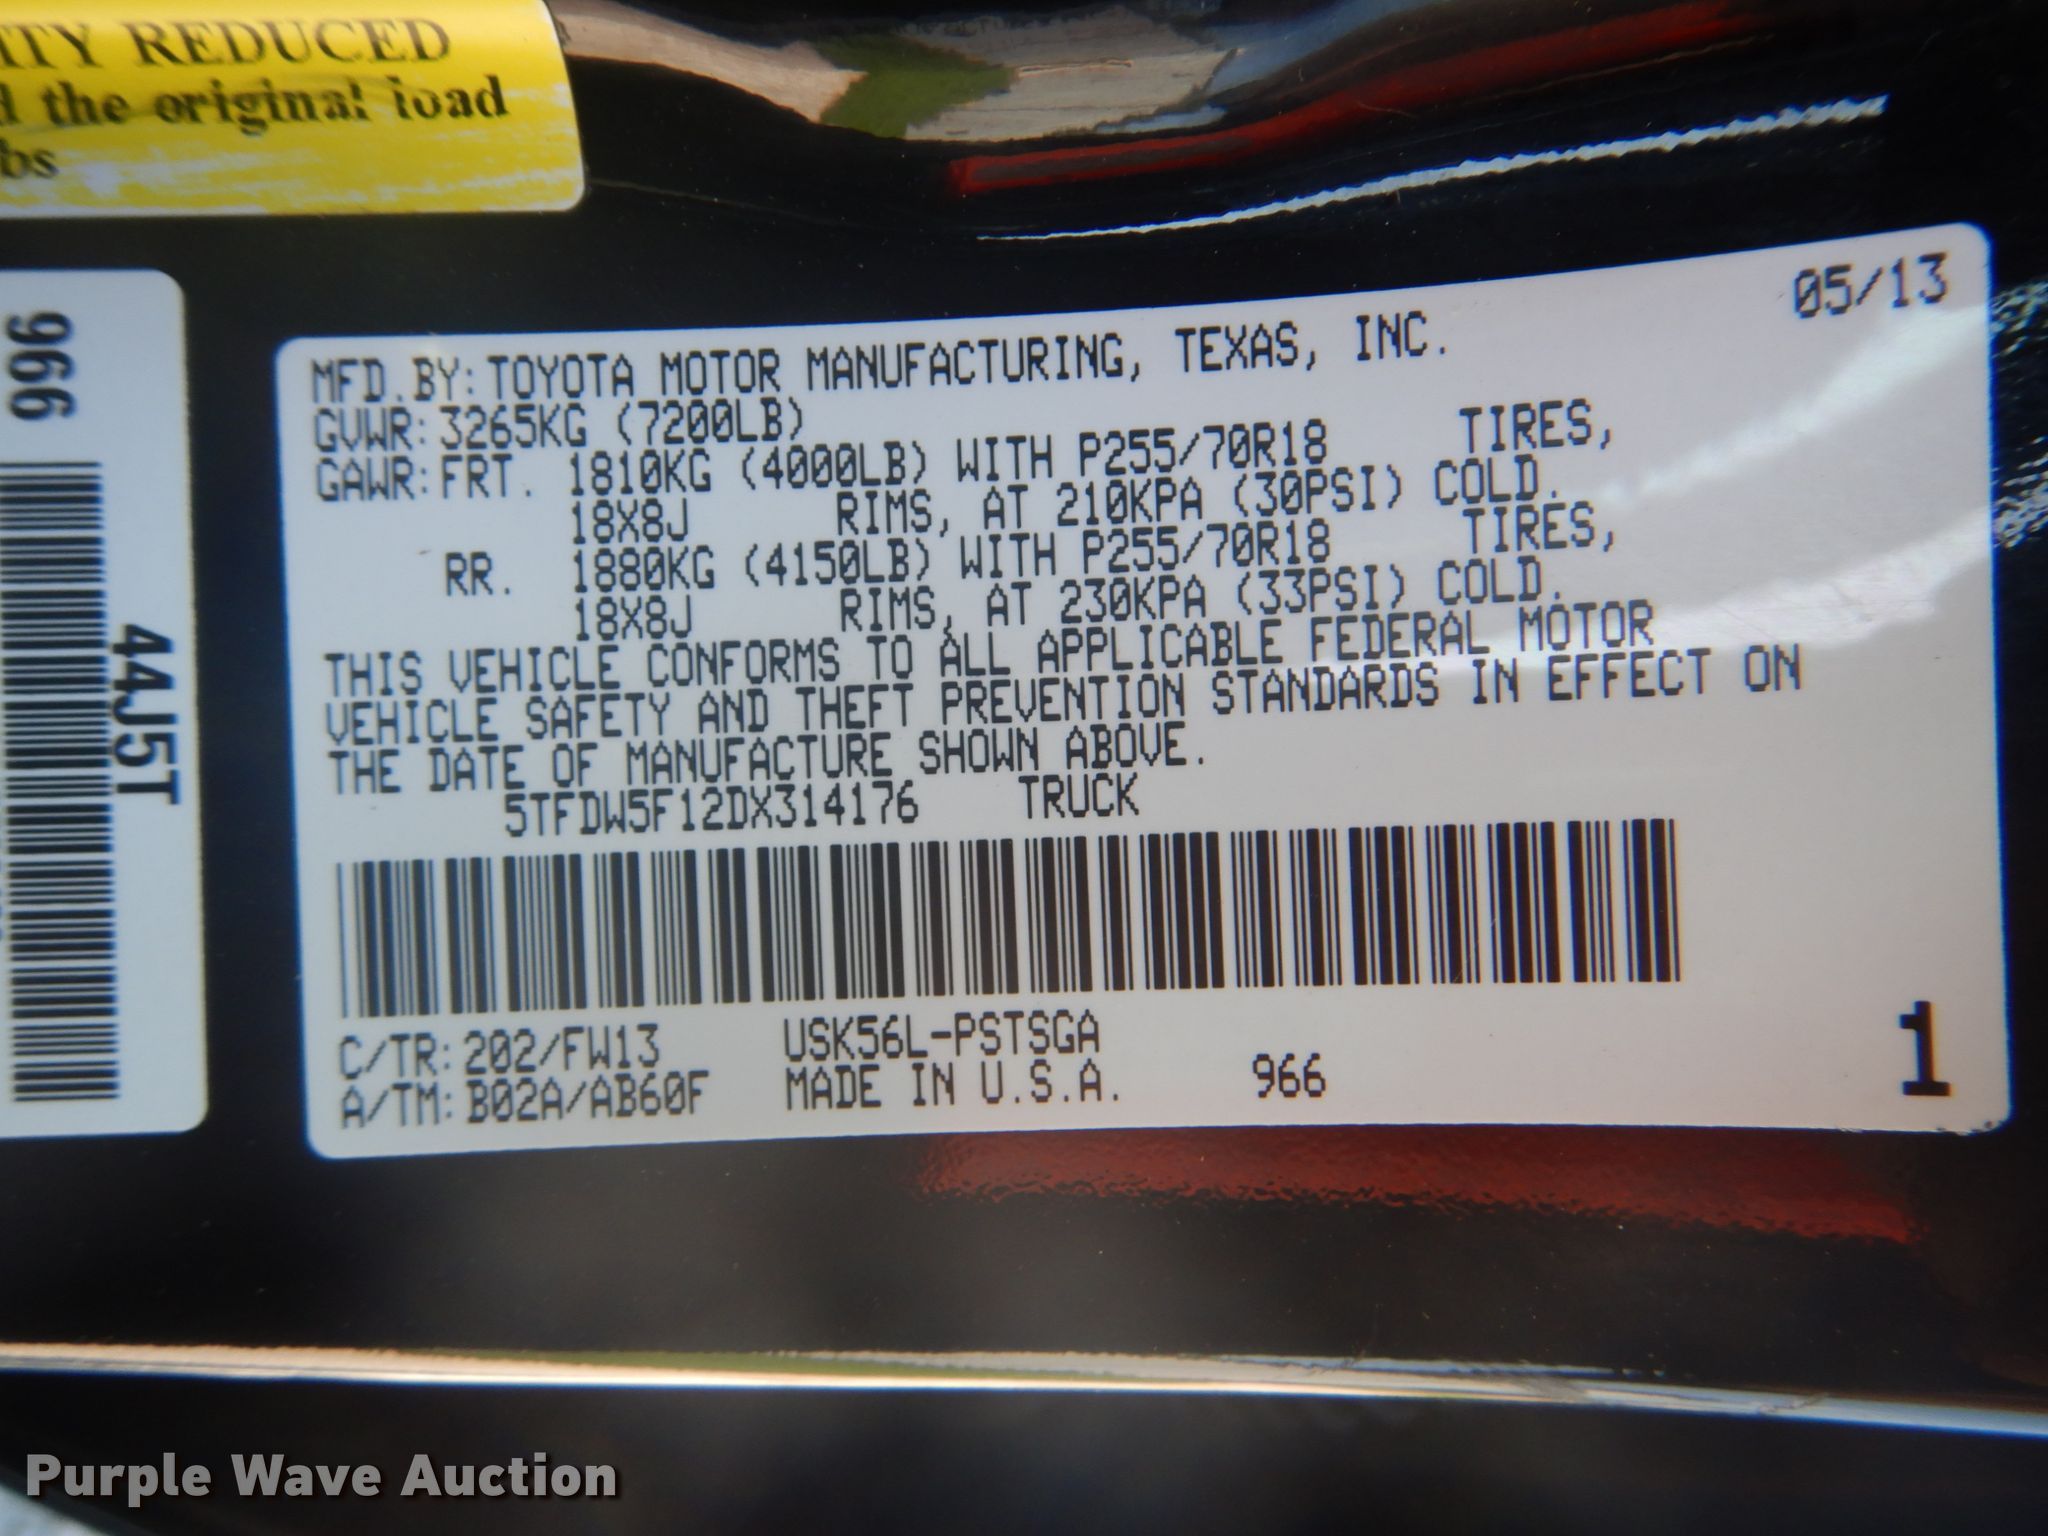 REDUCED
the original load
bs
966
44J5T
05/13
MFD.BY:TOYOTA MOTOR MANUFACTURING, TEXAS, INC.
GVWR:3265KG (7200LB)
GAWR:FRT. 1810KG (4000LB) WITH P255/70R18 TIRES,
18X8J RIMS, AT 210KPA (30PSI) COLD.
RR. 1880KG (4150LB) WITH P255/70R18 TIRES,
18X8J RIMS, AT 230KPA (33PSI) COLD.
THIS VEHICLE CONFORMS TO ALL APPLICABLE FEDERAL MOTOR
VEHICLE SAFETY AND THEFT PREVENTION STANDARDS IN EFFECT ON
THE DATE OF MANUFACTURE SHOWN ABOVE.
5TFDW5F12DX314176 TRUCK
C/TR:202/FW13 USK56L-PSTSGA
A/TM:B02A/AB60F MADE IN U.S.A. 966
1
Purple Wave Auction